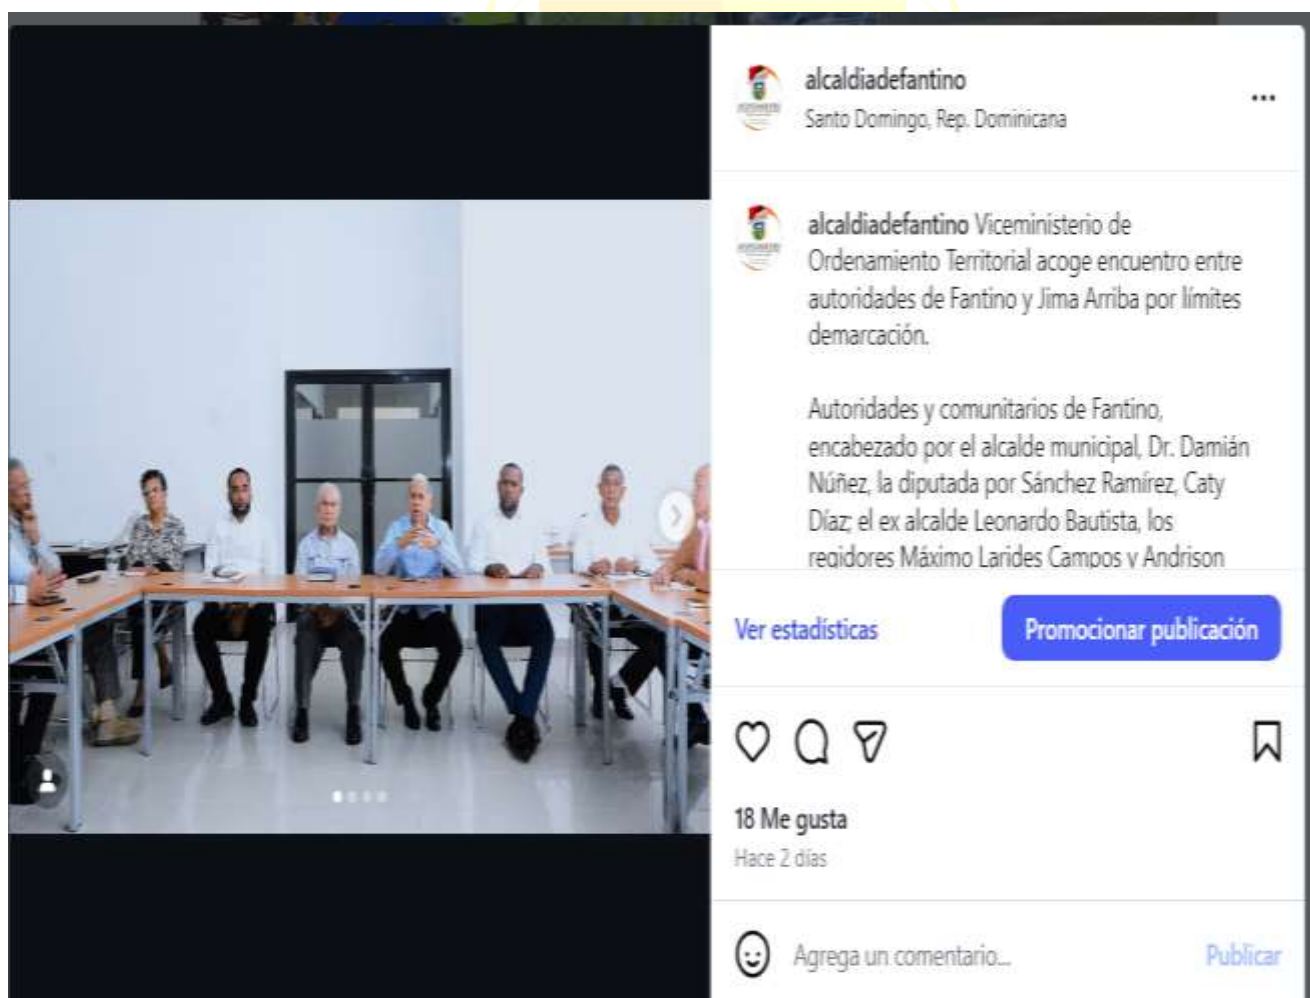 alcaldiadefantino
Santo Domingo, Rep. Dominicana
alcaldiadefantino Viceministerio de
Ordenamiento Territorial acoge encuentro entre
autoridades de Fantino y Jima Arriba por límites
demarcación.
Autoridades y comunitarios de Fantino,
encabezado por el alcalde municipal, Dr. Damián
Núñez, la diputada por Sánchez Ramírez, Caty
Díaz; el ex alcalde Leonardo Bautista, los
regidores Máximo Larides Campos y Andrison
Ver estadísticas
Promocionar publicación
18 Me gusta
Hace 2 días
Agrega un comentario...
Publicar